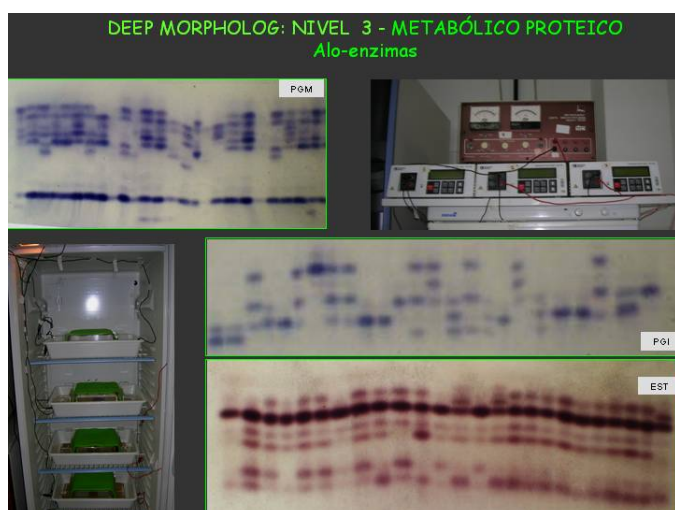 DEEP MORPHOLOG: NIVEL 3 - METABÓLICO PROTEICO
Alo-enzimas
PGM
PGI
EST